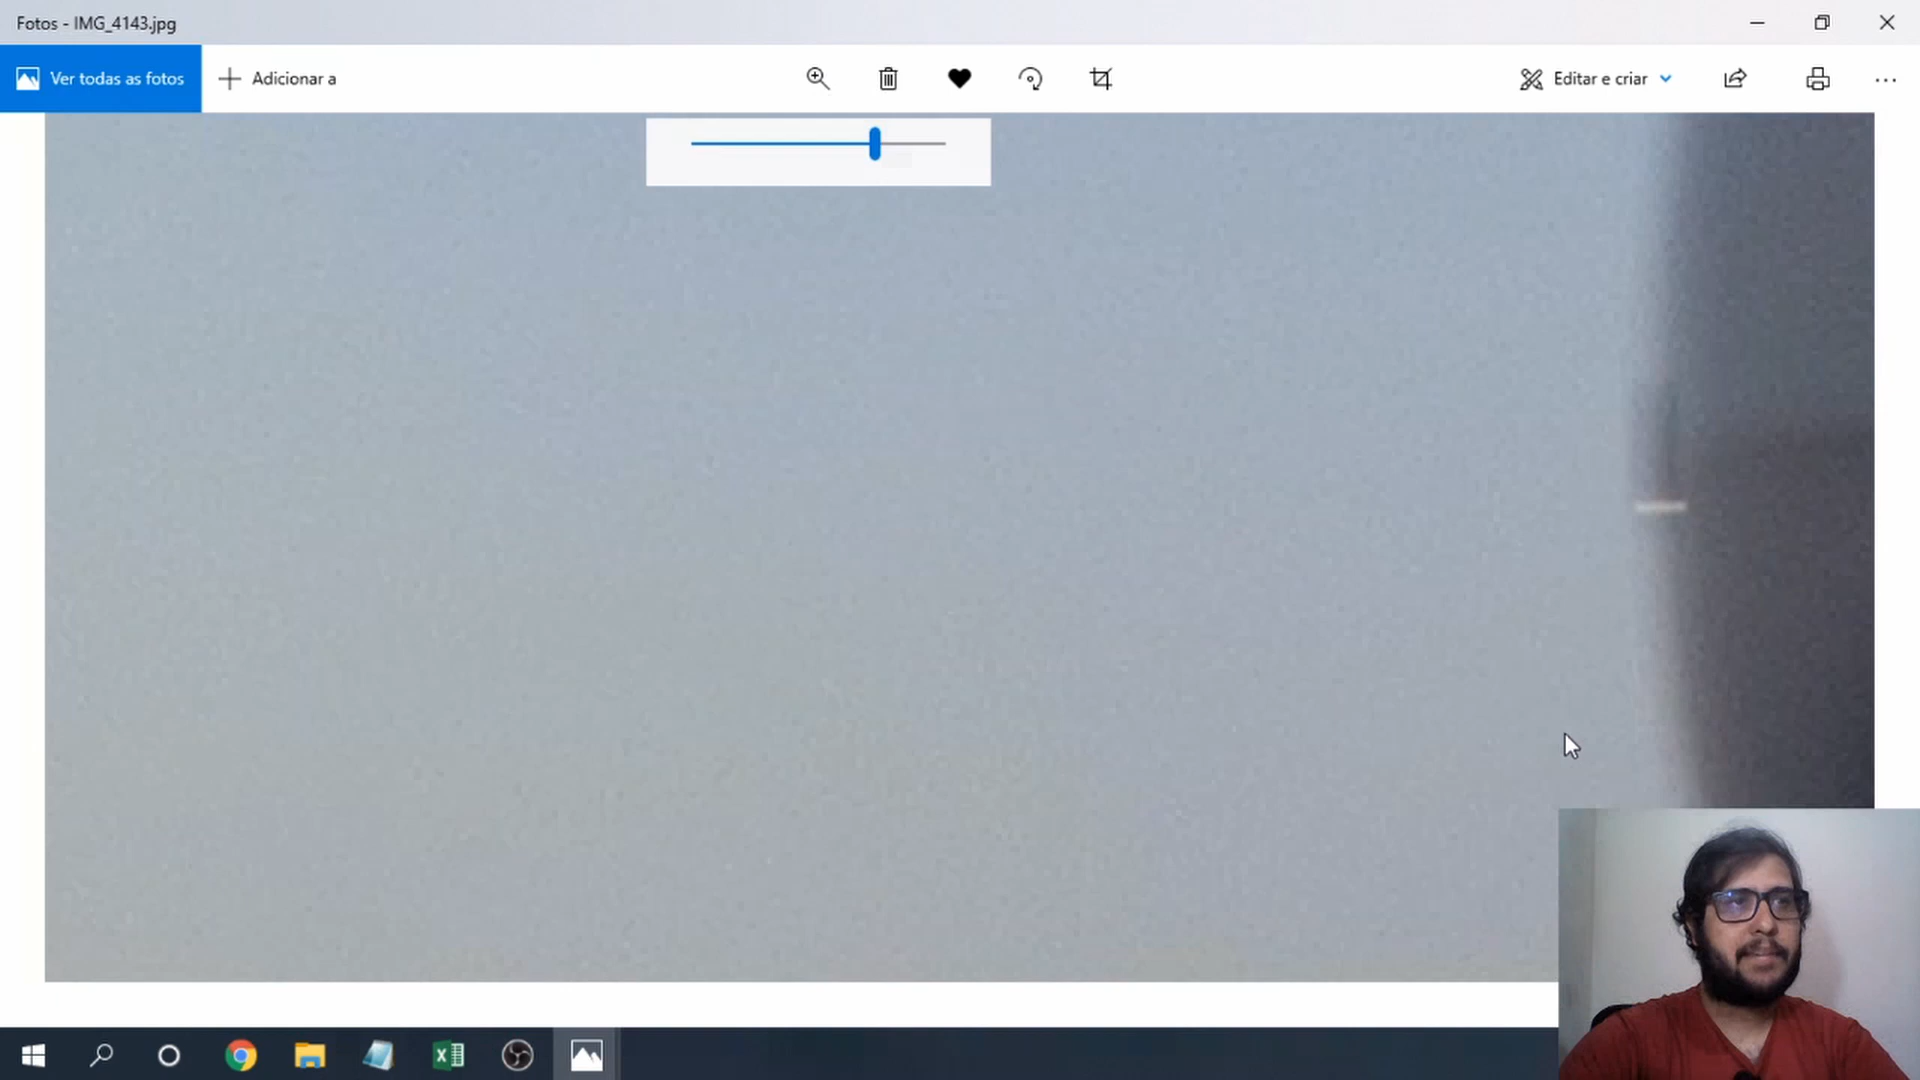 Fotos - IMG_4143.jpg
Ver todas as fotos
Adicionar a
Editar e criar